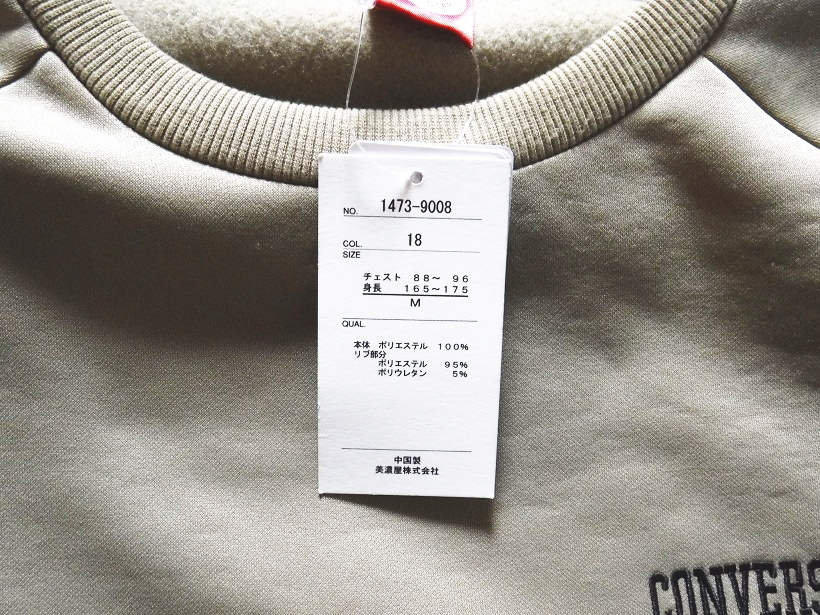 NO. 1473-9008
COL. 18
SIZE
チェスト ８８～ ９６
身長 １６５～１７５
Ｍ
QUAL.
本体 ポリエステル １００％
リブ部分
ポリエステル ９５％
ポリウレタン ５％
中国製
美濃屋株式会社
CONVERS